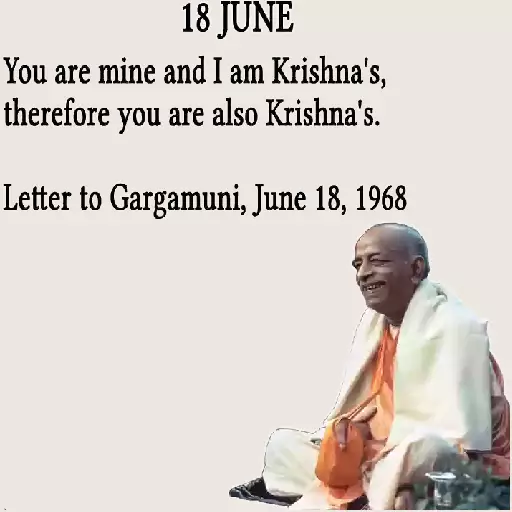 18 JUNE
You are mine and I am Krishna's,
therefore you are also Krishna's.
Letter to Gargamuni, June 18, 1968